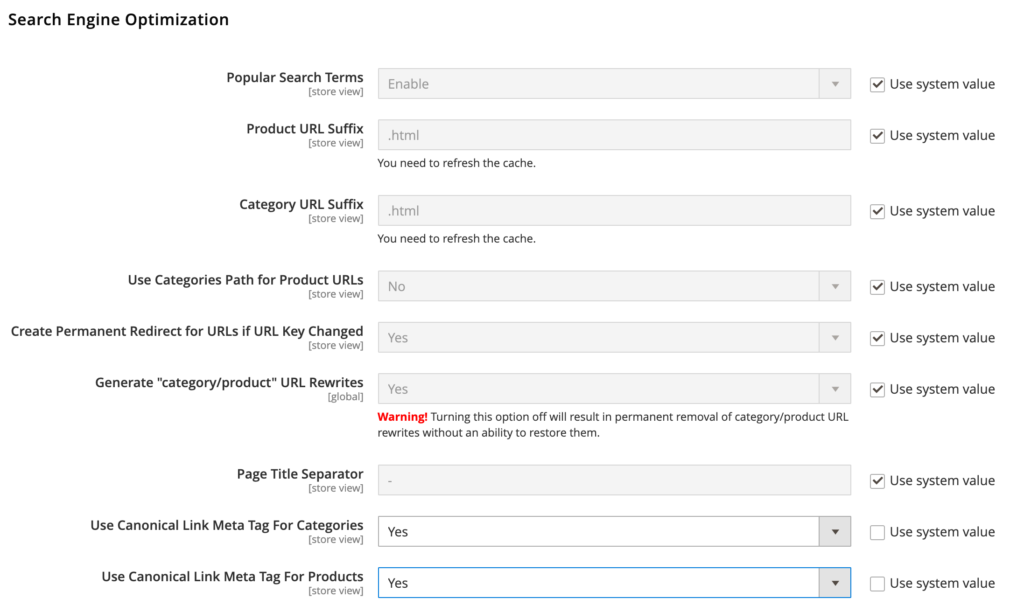 Search Engine Optimization
Popular Search Terms
[store view]
Enable
Use system value
Product URL Suffix
[store view]
.html
Use system value
You need to refresh the cache.
Category URL Suffix
[store view]
.html
Use system value
You need to refresh the cache.
Use Categories Path for Product URLs
[store view]
No
Use system value
Create Permanent Redirect for URLs if URL Key Changed
[store view]
Yes
Use system value
Generate "category/product" URL Rewrites
[global]
Yes
Use system value
Warning! Turning this option off will result in permanent removal of category/product URL
rewrites without an ability to restore them.
Page Title Separator
[store view]
-
Use system value
Use Canonical Link Meta Tag For Categories
[store view]
Yes
Use system value
Use Canonical Link Meta Tag For Products
[store view]
Yes
Use system value